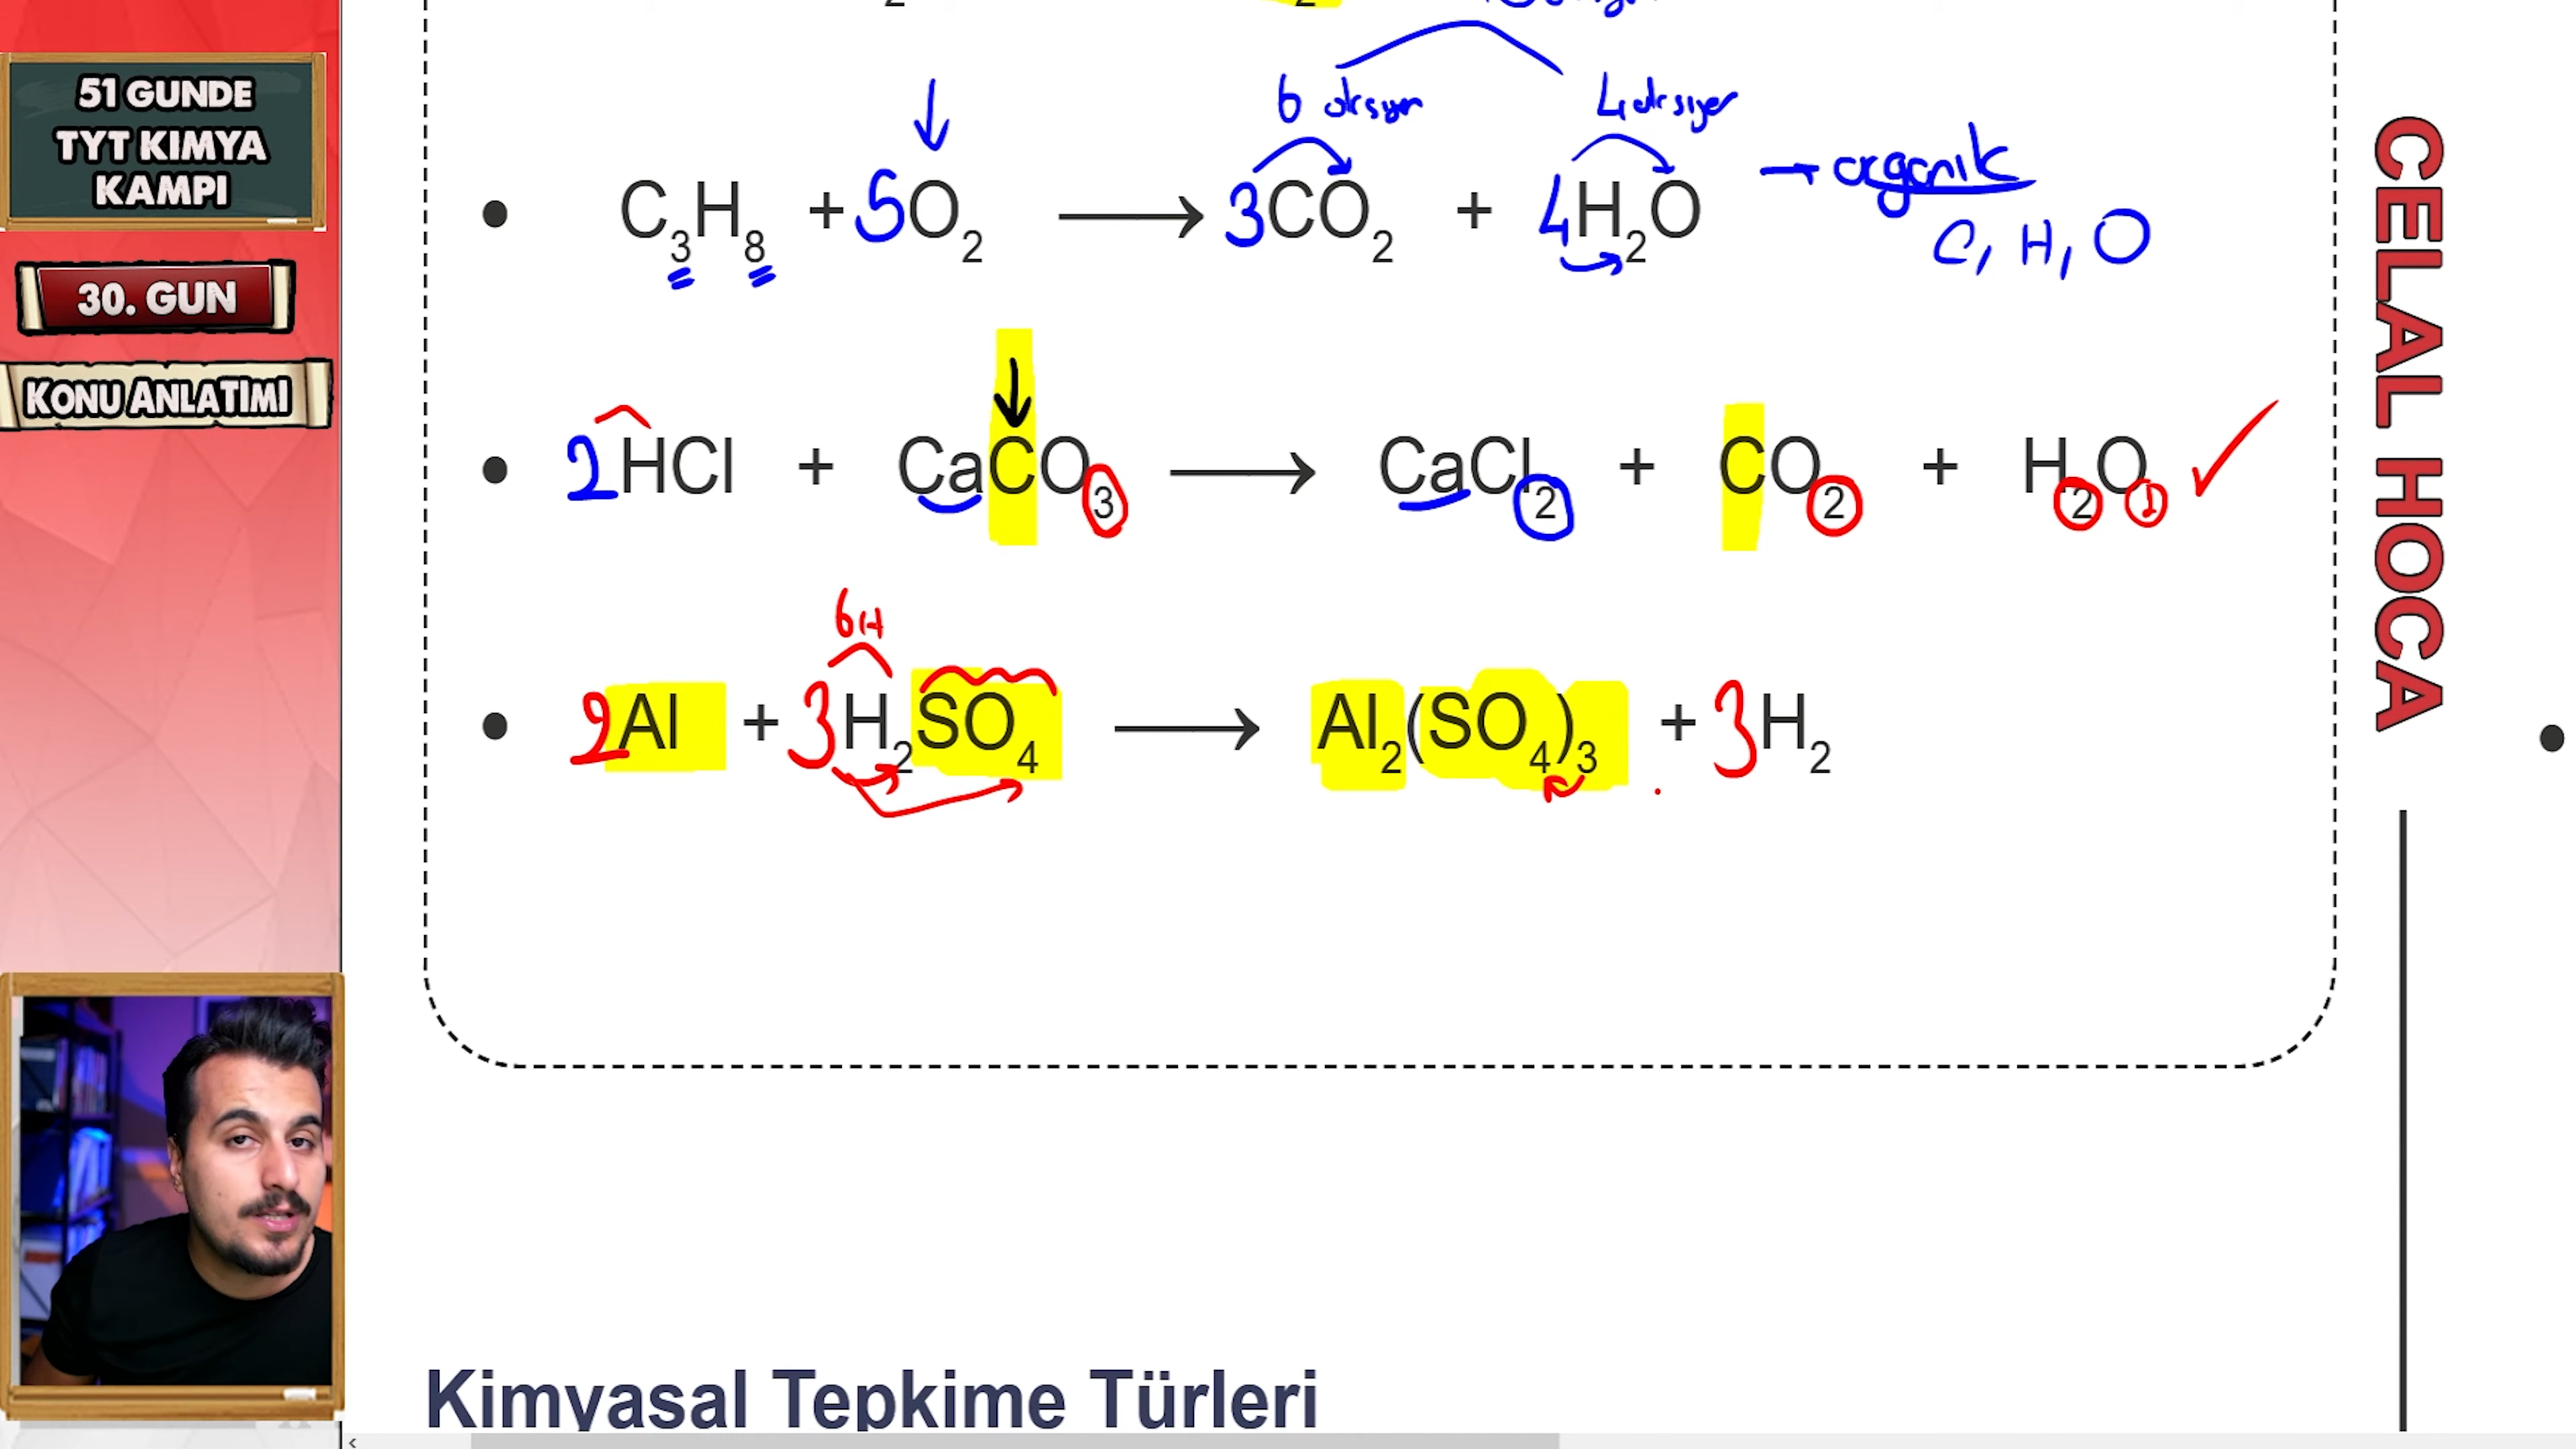 51 GUNDE
TYT KIMYA
KAMPI
30. GUN
KONU ANLATIMI
6 oksijen
4 oksijen
• C₃H₈ + 5O₂ ⟶ 3CO₂ + 4H₂O → organik
C, H, O
• 2HCl + CaCO₃ ⟶ CaCl₂ + CO₂ + H₂O₁ ✓
6H
• 2Al + 3H₂SO₄ ⟶ Al₂(SO₄)₃ + 3H₂
Kimyasal Tepkime Türleri
CELAL HOCA